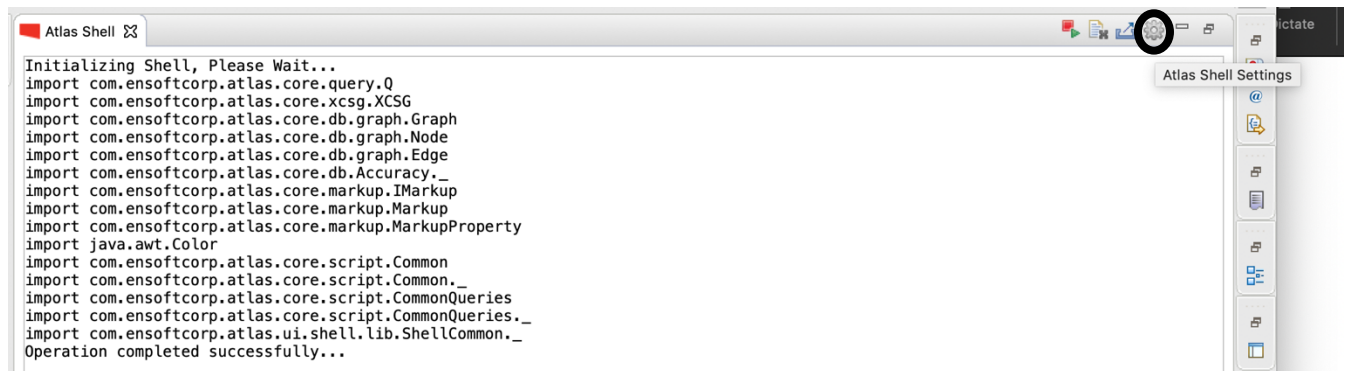 Atlas Shell
ictate
Atlas Shell Settings
Initializing Shell, Please Wait...
import com.ensoftcorp.atlas.core.query.Q
import com.ensoftcorp.atlas.core.xcsg.XCSG
import com.ensoftcorp.atlas.core.db.graph.Graph
import com.ensoftcorp.atlas.core.db.graph.Node
import com.ensoftcorp.atlas.core.db.graph.Edge
import com.ensoftcorp.atlas.core.db.Accuracy._
import com.ensoftcorp.atlas.core.markup.IMarkup
import com.ensoftcorp.atlas.core.markup.Markup
import com.ensoftcorp.atlas.core.markup.MarkupProperty
import java.awt.Color
import com.ensoftcorp.atlas.core.script.Common
import com.ensoftcorp.atlas.core.script.Common._
import com.ensoftcorp.atlas.core.script.CommonQueries
import com.ensoftcorp.atlas.core.script.CommonQueries._
import com.ensoftcorp.atlas.ui.shell.lib.ShellCommon._
Operation completed successfully...
@